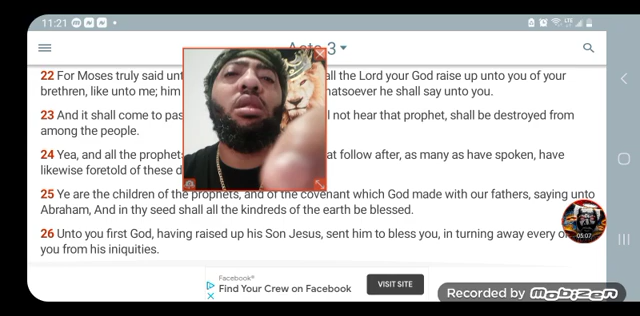 11:21
LTE
Acts 3
22 For Moses truly said unt all the Lord your God raise up unto you of your
brethren, like unto me; him hatsoever he shall say unto you.
23 And it shall come to pas l not hear that prophet, shall be destroyed from
among the people.
24 Yea, and all the prophet at follow after, as many as have spoken, have
likewise foretold of these d
25 Ye are the children of the prophets, and of the covenant which God made with our fathers, saying unto
Abraham, And in thy seed shall all the kindreds of the earth be blessed.
26 Unto you first God, having raised up his Son Jesus, sent him to bless you, in turning away every o
you from his iniquities.
05:07
Facebook®
Find Your Crew on Facebook
VISIT SITE
Recorded by Mobizen